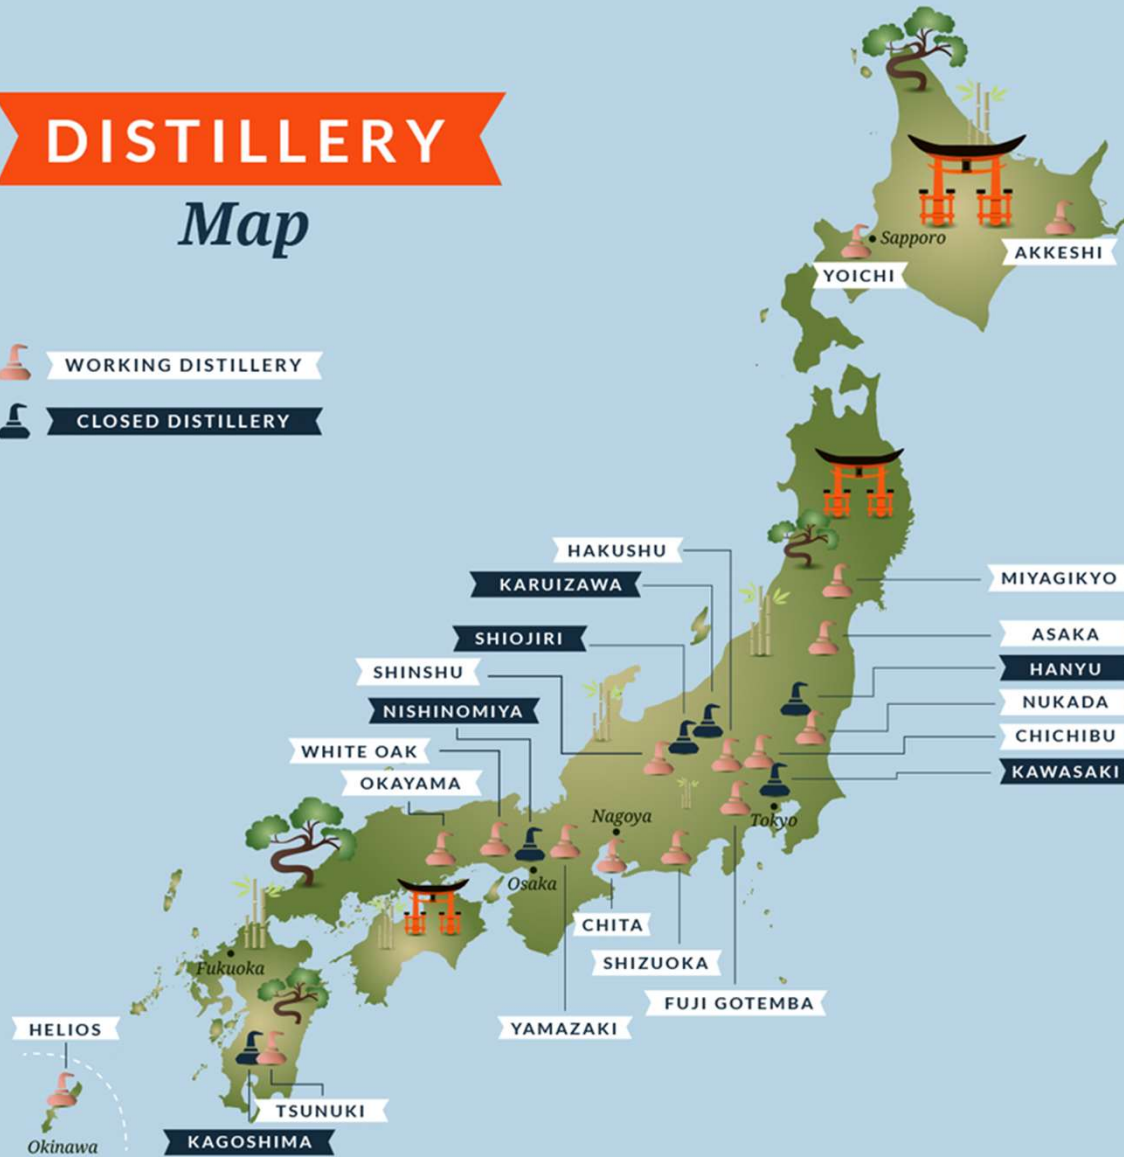 DISTILLERY
Map
Sapporo
AKKESHI
YOICHI
WORKING DISTILLERY
CLOSED DISTILLERY
HAKUSHU
KARUIZAWA
MIYAGIKYO
SHIOJIRI
ASAKA
SHINSHU
HANYU
NISHINOMIYA
NUKADA
WHITE OAK
CHICHIBU
OKAYAMA
KAWASAKI
Nagoya
Tokyo
Osaka
CHITA
SHIZUOKA
Fukuoka
FUJI GOTEMBA
HELIOS
YAMAZAKI
TSUNUKI
KAGOSHIMA
Okinawa